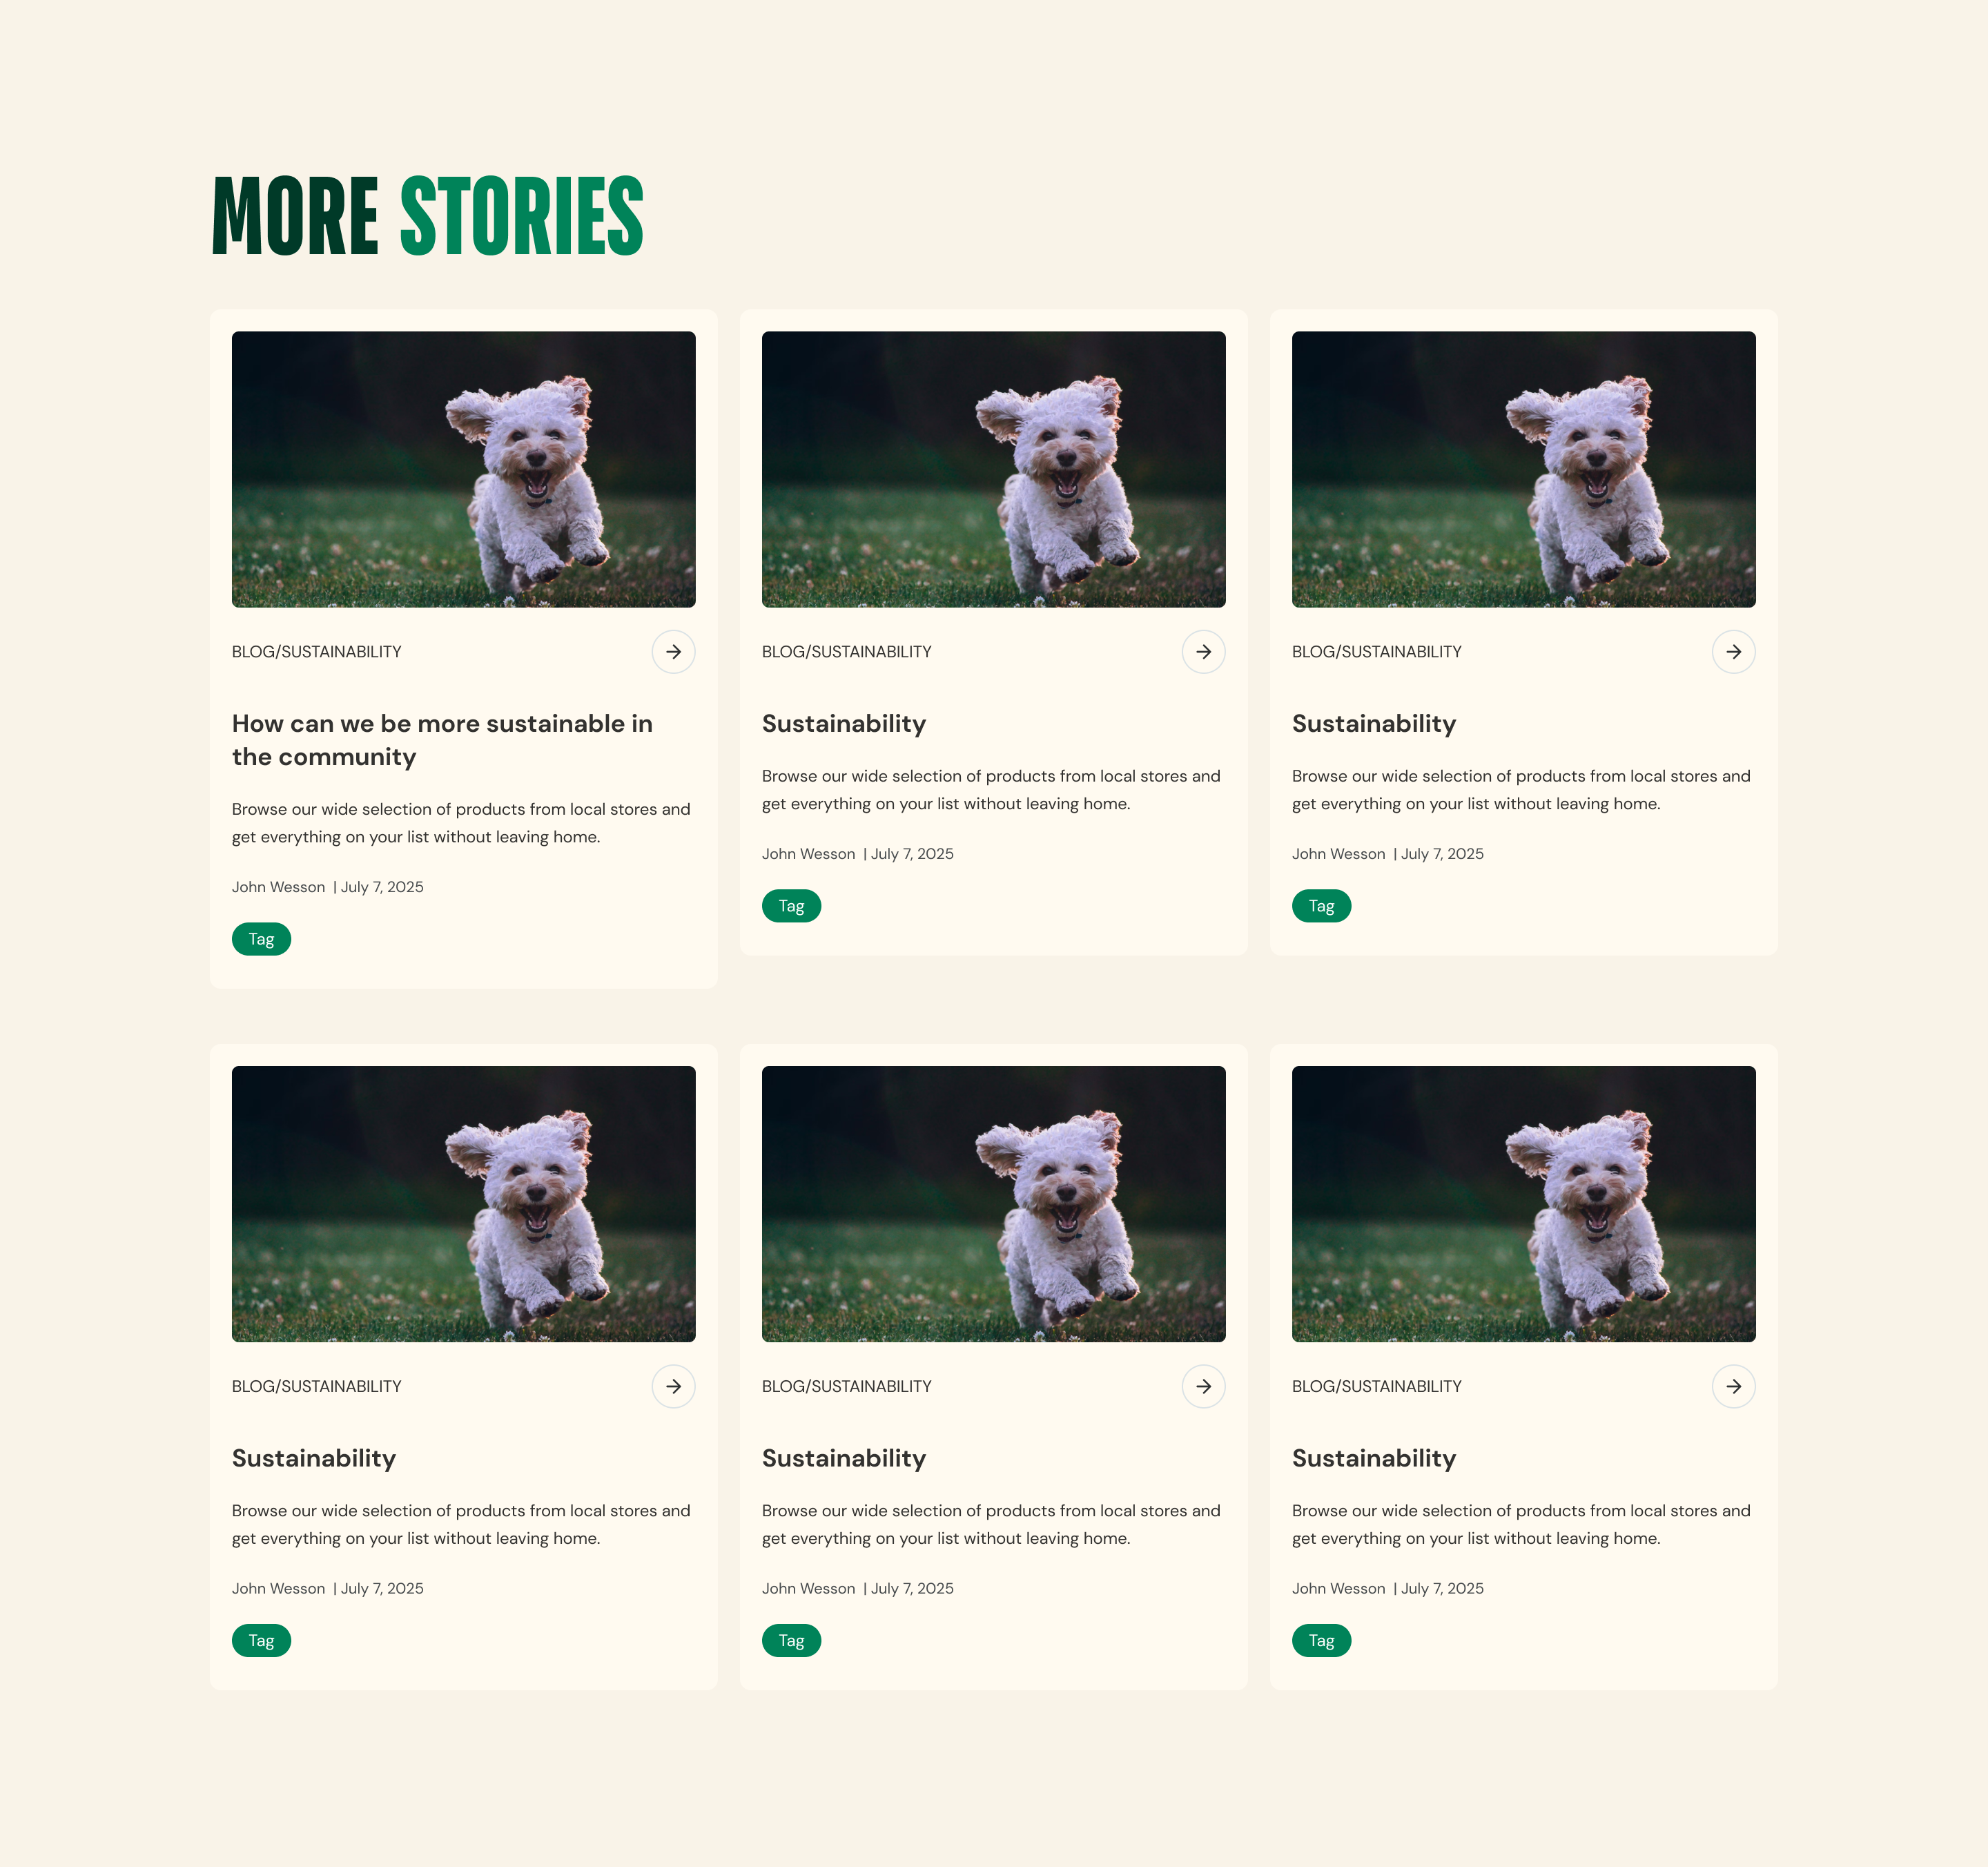 MORE STORIES
BLOG/SUSTAINABILITY
How can we be more sustainable in
the community
Browse our wide selection of products from local stores and
get everything on your list without leaving home.
John Wesson | July 7, 2025
Tag
BLOG/SUSTAINABILITY
Sustainability
Browse our wide selection of products from local stores and
get everything on your list without leaving home.
John Wesson | July 7, 2025
Tag
BLOG/SUSTAINABILITY
Sustainability
Browse our wide selection of products from local stores and
get everything on your list without leaving home.
John Wesson | July 7, 2025
Tag
BLOG/SUSTAINABILITY
Sustainability
Browse our wide selection of products from local stores and
get everything on your list without leaving home.
John Wesson | July 7, 2025
Tag
BLOG/SUSTAINABILITY
Sustainability
Browse our wide selection of products from local stores and
get everything on your list without leaving home.
John Wesson | July 7, 2025
Tag
BLOG/SUSTAINABILITY
Sustainability
Browse our wide selection of products from local stores and
get everything on your list without leaving home.
John Wesson | July 7, 2025
Tag